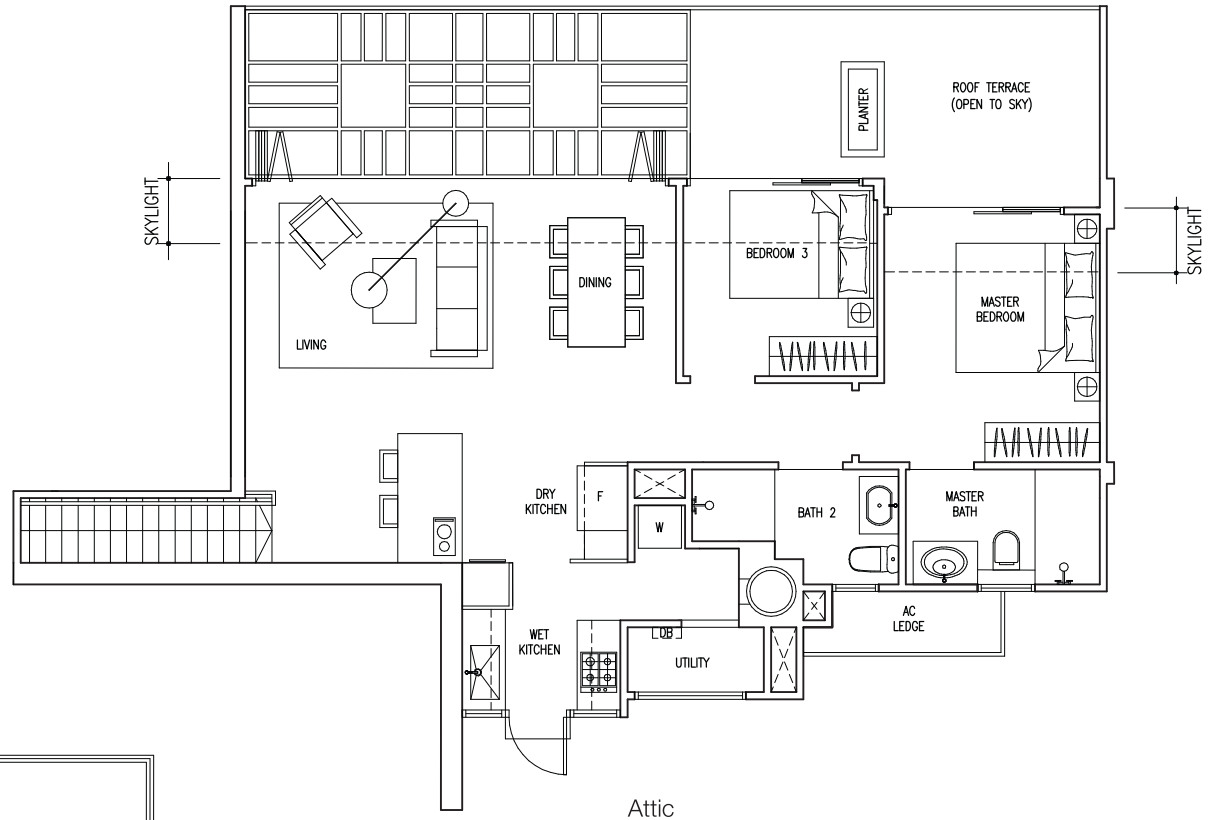 ROOF TERRACE
(OPEN TO SKY)
PLANTER
SKYLIGHT
SKYLIGHT
BEDROOM 3
DINING
MASTER
BEDROOM
LIVING
DRY
KITCHEN
F
W
BATH 2
MASTER
BATH
AC
LEDGE
WET
KITCHEN
DB
UTILITY
Attic